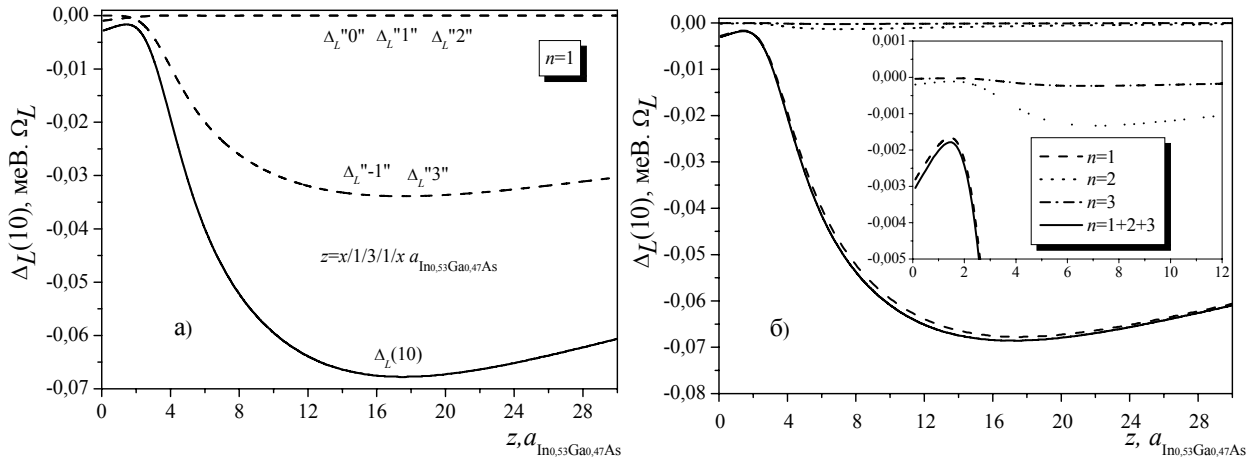 0,00
-0,01
-0,02
-0,03
-0,04
-0,05
-0,06
-0,07
Δ_L(10), меВ. Ω_L
Δ_L"0" Δ_L"1" Δ_L"2"
n=1
Δ_L"-1" Δ_L"3"
z=x/1/3/1/x a_In0,53Ga0,47As
а)
Δ_L(10)
0 4 8 12 16 20 24 28
z, a_In0,53Ga0,47As
0,00
-0,01
-0,02
-0,03
-0,04
-0,05
-0,06
-0,07
-0,08
Δ_L(10), меВ. Ω_L
0,001
0,000
-0,001
-0,002
-0,003
-0,004
-0,005
n=1
n=2
n=3
n=1+2+3
0 2 4 6 8 10 12
б)
0 4 8 12 16 20 24 28
z, a_In0,53Ga0,47As